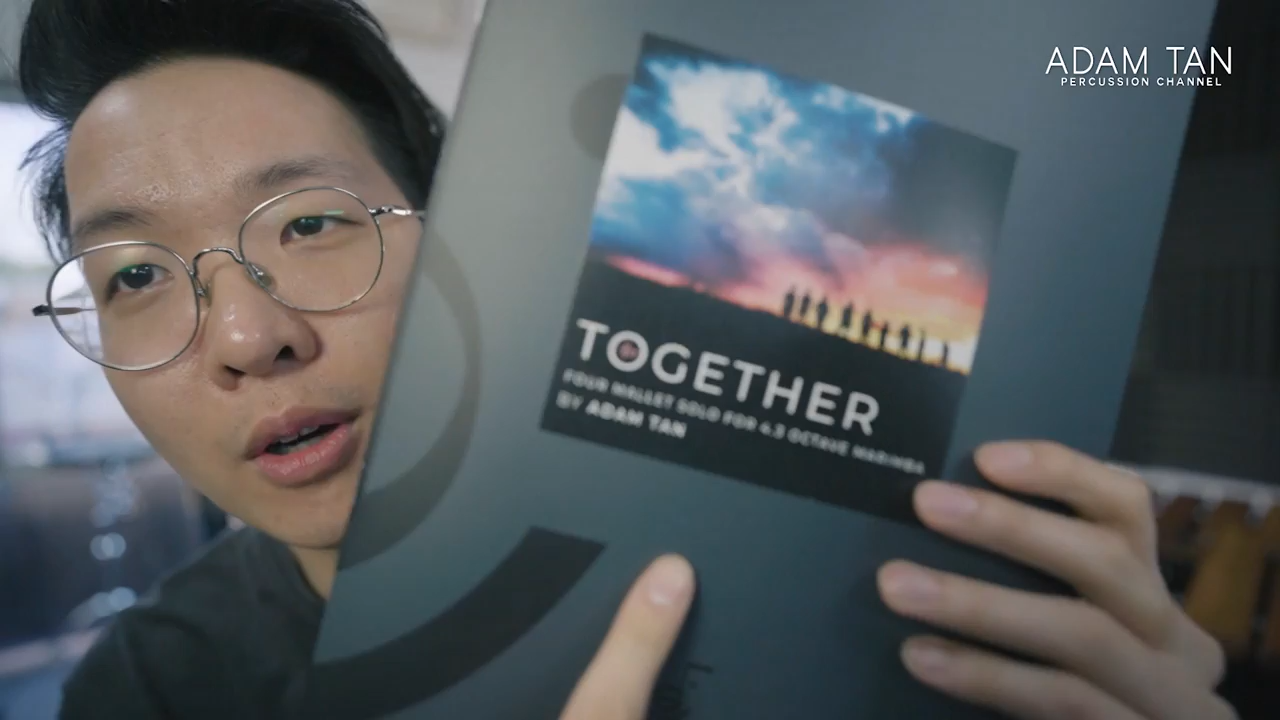 ADAM TAN
PERCUSSION CHANNEL
TOGETHER
FOUR MALLET SOLO FOR 4.3 OCTAVE MARIMBA
BY ADAM TAN